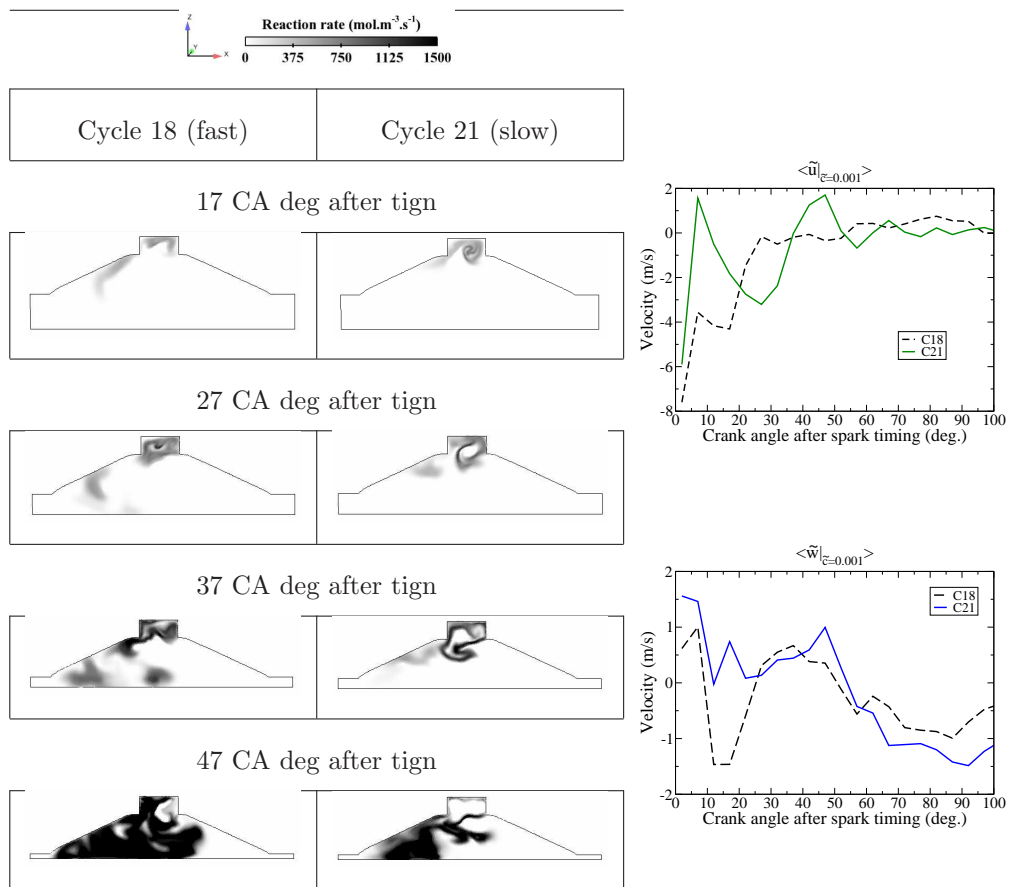 Z
Y
X
Reaction rate (mol.m⁻³.s⁻¹)
0 375 750 1125 1500
Cycle 18 (fast) Cycle 21 (slow)
17 CA deg after tign
27 CA deg after tign
37 CA deg after tign
47 CA deg after tign
<ũ|c̃=0.001>
Velocity (m/s)
2
0
-2
-4
-6
-8
C18
C21
0 10 20 30 40 50 60 70 80 90 100
Crank angle after spark timing (deg.)
<w̃|c̃=0.001>
Velocity (m/s)
2
1
0
-1
-2
C18
C21
0 10 20 30 40 50 60 70 80 90 100
Crank angle after spark timing (deg.)